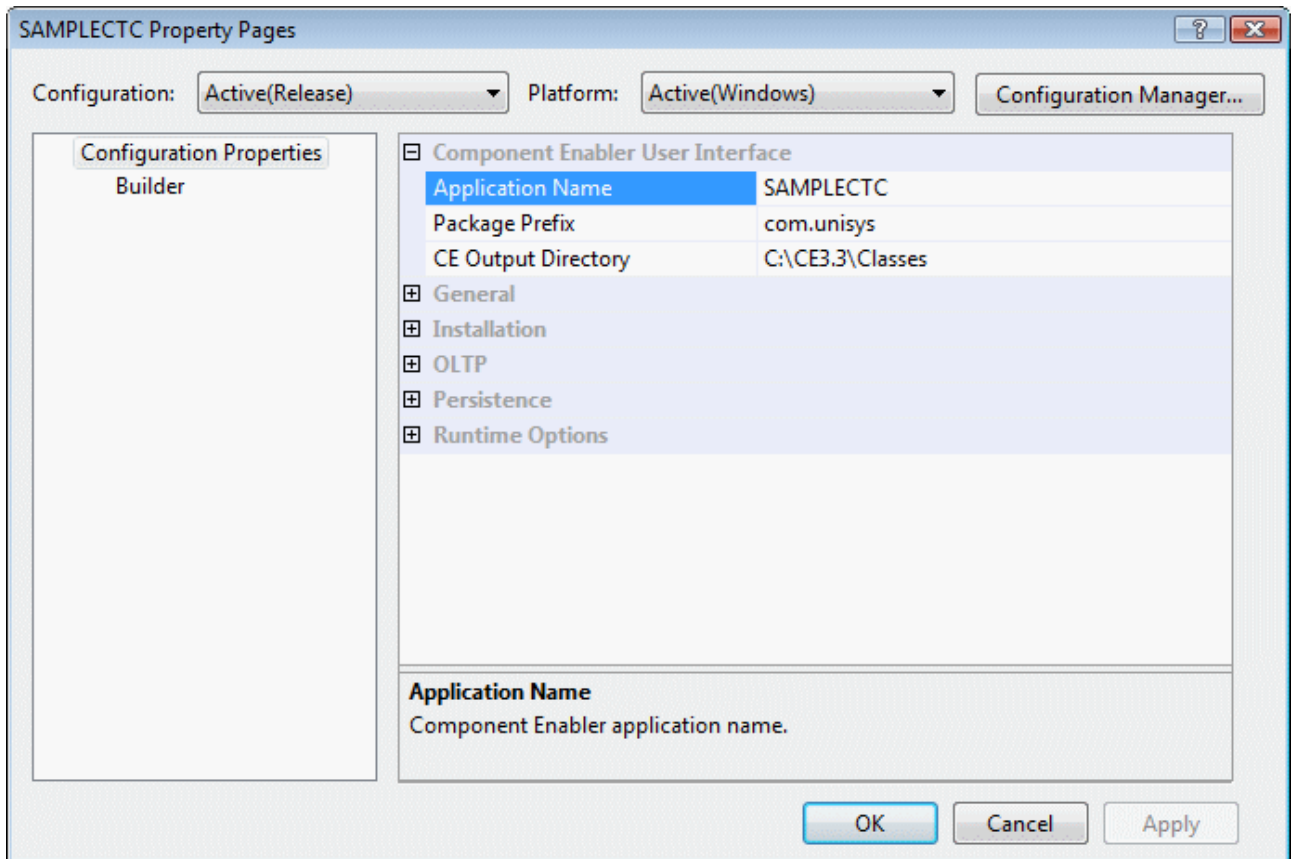 SAMPLECTC Property Pages
Configuration: Active(Release) Platform: Active(Windows) Configuration Manager...
Configuration Properties
Builder
Component Enabler User Interface
Application Name SAMPLECTC
Package Prefix com.unisys
CE Output Directory C:\CE3.3\Classes
General
Installation
OLTP
Persistence
Runtime Options
Application Name
Component Enabler application name.
OK Cancel Apply